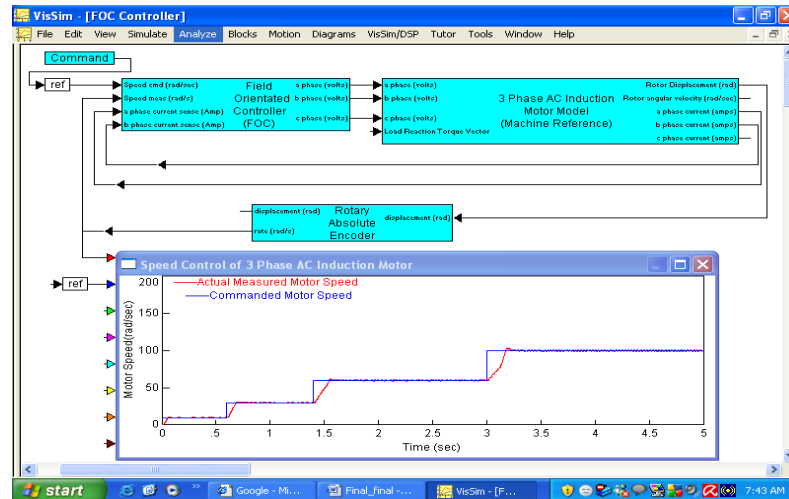 VisSim - [FOC Controller]
File Edit View Simulate Analyze Blocks Motion Diagrams VisSim/DSP Tutor Tools Window Help
Command
ref
Speed cmd (rad/sec)
Speed meas (rad/s)
a phase current sense (Amp)
b phase current sense (Amp)
Field
Orientated
Controller
(FOC)
a phase (volts)
b phase (volts)
c phase (volts)
a phase (volts)
b phase (volts)
c phase (volts)
Load Reaction Torque Vector
3 Phase AC Induction
Motor Model
(Machine Reference)
Rotor Displacement (rad)
Rotor angular velocity (rad/sec)
a phase current (amps)
b phase current (amps)
c phase current (amps)
displacement (rad)
rate (rad/s)
Rotary
Absolute
Encoder
displacement (rad)
Speed Control of 3 Phase AC Induction Motor
ref
Actual Measured Motor Speed
Commanded Motor Speed
Motor Speed(rad/sec)
200
150
100
50
0
0 .5 1 1.5 2 2.5 3 3.5 4 4.5 5
Time (sec)
start
Google - Mi...
Final_final -...
VisSim - [F...
7:43 AM